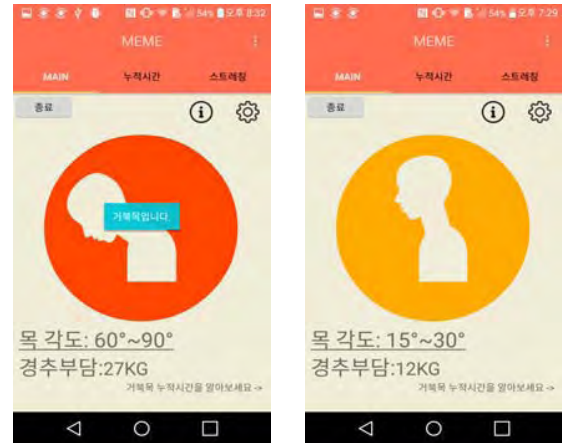 54% 오후 8:32
MEME
MAIN 누적시간 스트레칭
종료
거북목입니다.
목 각도: 60°~90°
경추부담:27KG
거북목 누적시간을 알아보세요 ->
54% 오후 7:29
MEME
MAIN 누적시간 스트레칭
종료
목 각도: 15°~30°
경추부담:12KG
거북목 누적시간을 알아보세요 ->